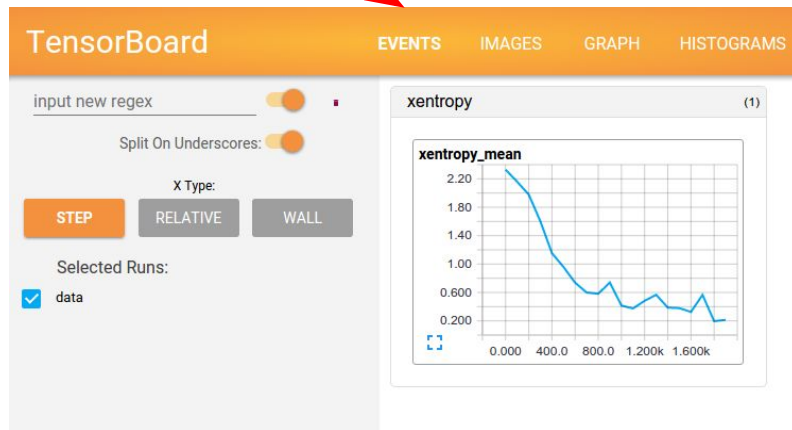 TensorBoard
EVENTS IMAGES GRAPH HISTOGRAMS
input new regex
Split On Underscores:
X Type:
STEP RELATIVE WALL
Selected Runs:
data
xentropy (1)
xentropy_mean
2.20
1.80
1.40
1.00
0.600
0.200
0.000 400.0 800.0 1.200k 1.600k